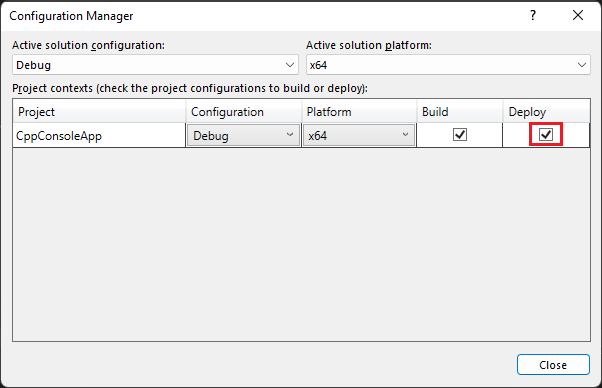 Configuration Manager
?
Active solution configuration: Active solution platform:
Debug x64
Project contexts (check the project configurations to build or deploy):
Project Configuration Platform Build Deploy
CppConsoleApp Debug x64
Close